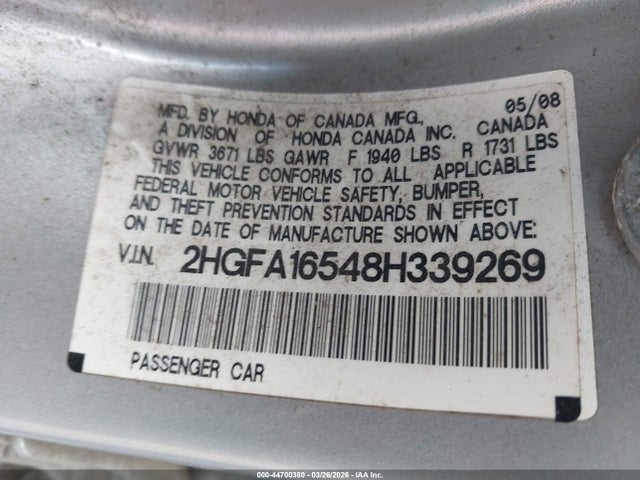 MFD. BY HONDA OF CANADA MFG., 05/08
A DIVISION OF HONDA CANADA INC. CANADA
GVWR 3671 LBS GAWR F 1940 LBS R 1731 LBS
THIS VEHICLE CONFORMS TO ALL APPLICABLE
FEDERAL MOTOR VEHICLE SAFETY, BUMPER,
AND THEFT PREVENTION STANDARDS IN EFFECT
ON THE DATE OF MANUFACTURE SHOWN ABOVE.
V.I.N. 2HGFA16548H339269
PASSENGER CAR
000-44700380 | 03/26/2026 | IAA Inc.